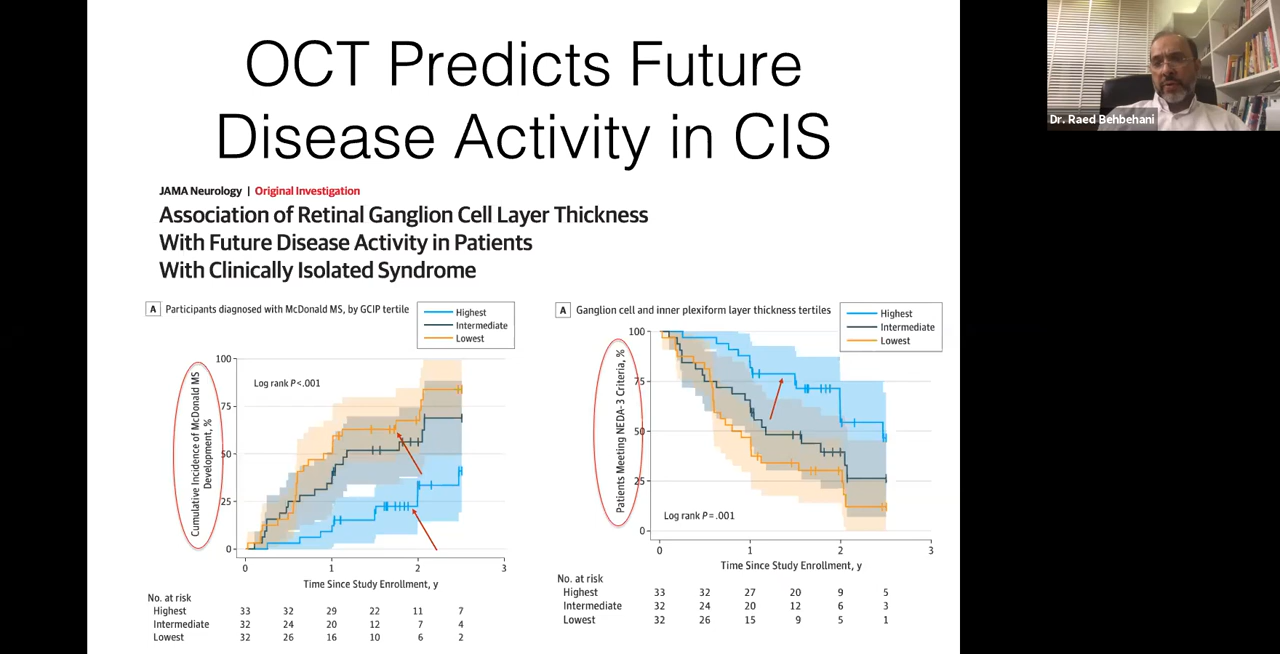 OCT Predicts Future
Disease Activity in CIS
Dr. Raed Behbehani
JAMA Neurology | Original Investigation
Association of Retinal Ganglion Cell Layer Thickness
With Future Disease Activity in Patients
With Clinically Isolated Syndrome
A Participants diagnosed with McDonald MS, by GCIP tertile
Highest
Intermediate
Lowest
Log rank P<.001
Cumulative Incidence of McDonald MS
Development, %
100
75
50
25
0
0 1 2 3
Time Since Study Enrollment, y
No. at risk
Highest 33 32 29 22 11 7
Intermediate 32 24 20 12 7 4
Lowest 32 26 16 10 6 2
A Ganglion cell and inner plexiform layer thickness tertiles
Highest
Intermediate
Lowest
Patients Meeting NEDA-3 Criteria, %
100
75
50
25
0
Log rank P=.001
0 1 2 3
Time Since Study Enrollment, y
No. at risk
Highest 33 32 27 20 9 5
Intermediate 32 24 20 12 6 3
Lowest 32 26 15 9 5 1